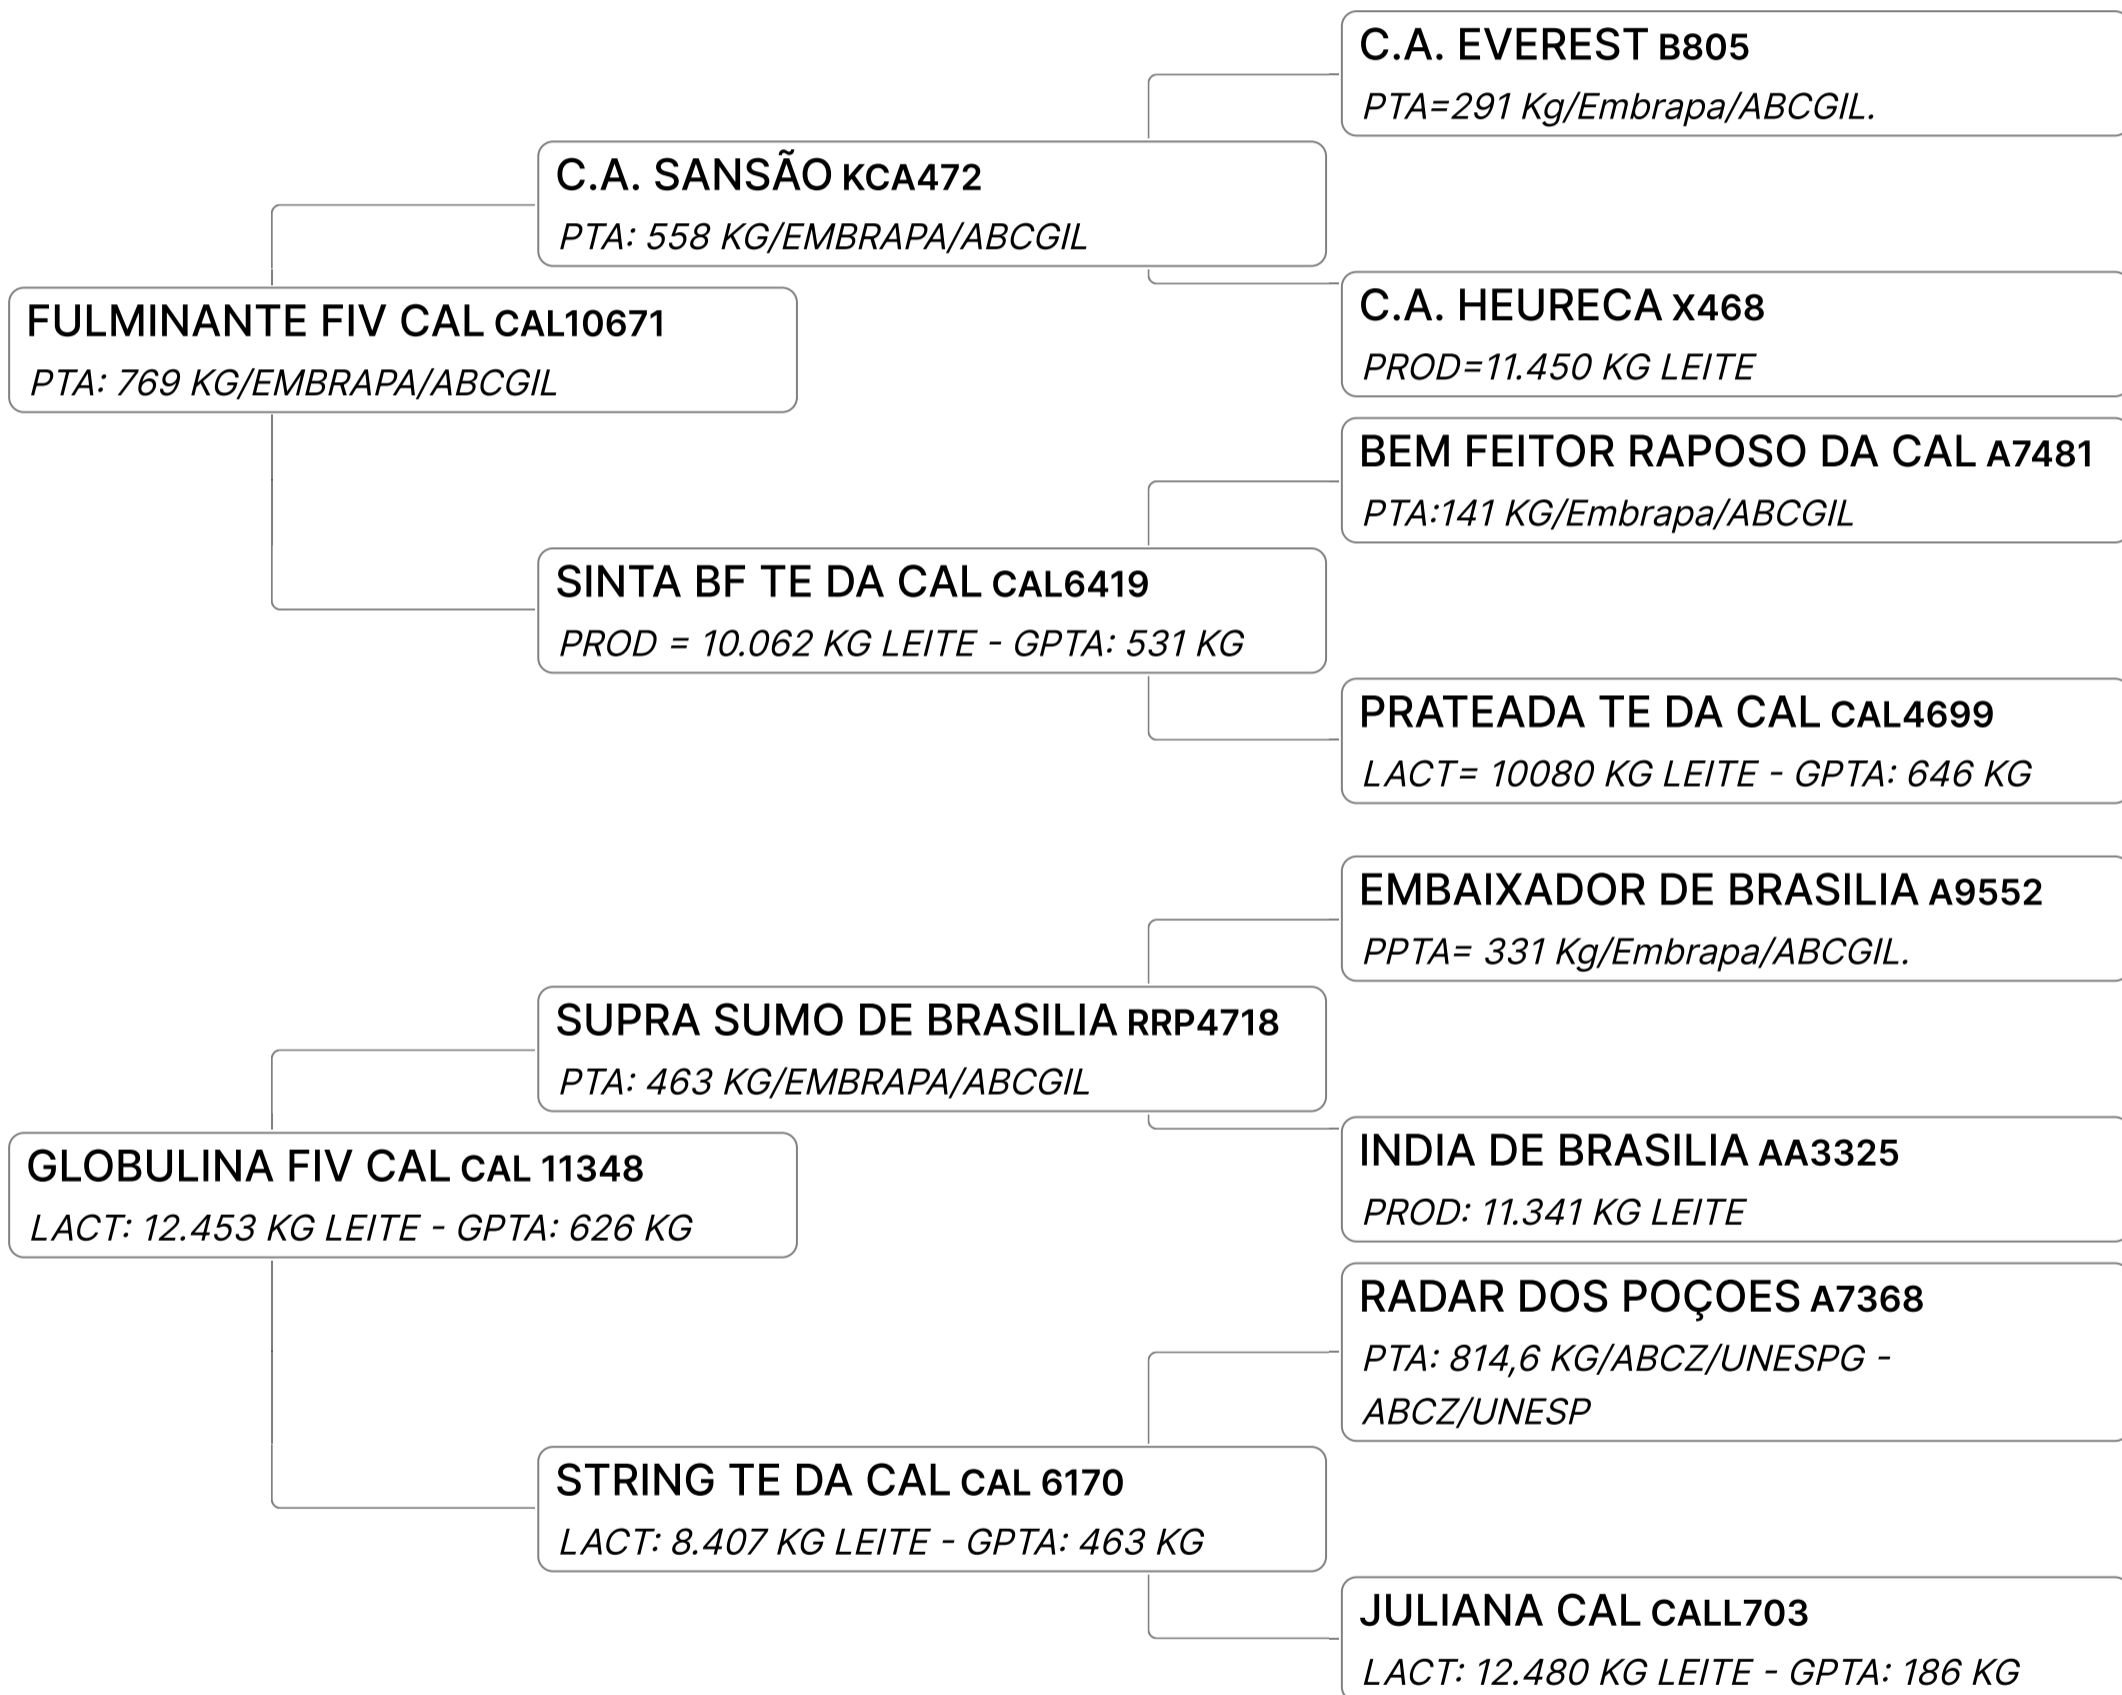 C.A. EVEREST B805
PTA=291 Kg/Embrapa/ABCGIL.
C.A. SANSÃO KCA472
PTA: 558 KG/EMBRAPA/ABCGIL
C.A. HEURECA X468
PROD=11.450 KG LEITE
FULMINANTE FIV CAL CAL10671
PTA: 769 KG/EMBRAPA/ABCGIL
BEM FEITOR RAPOSO DA CAL A7481
PTA:141 KG/Embrapa/ABCGIL
SINTA BF TE DA CAL CAL6419
PROD = 10.062 KG LEITE - GPTA: 531 KG
PRATEADA TE DA CAL CAL4699
LACT= 10080 KG LEITE - GPTA: 646 KG
EMBAIXADOR DE BRASILIA A9552
PPTA= 331 Kg/Embrapa/ABCGIL.
SUPRA SUMO DE BRASILIA RRP4718
PTA: 463 KG/EMBRAPA/ABCGIL
INDIA DE BRASILIA AA3325
PROD: 11.341 KG LEITE
GLOBULINA FIV CAL CAL 11348
LACT: 12.453 KG LEITE - GPTA: 626 KG
RADAR DOS POÇOES A7368
PTA: 814,6 KG/ABCZ/UNESPG -
ABCZ/UNESP
STRING TE DA CAL CAL 6170
LACT: 8.407 KG LEITE - GPTA: 463 KG
JULIANA CAL CALL703
LACT: 12.480 KG LEITE - GPTA: 186 KG